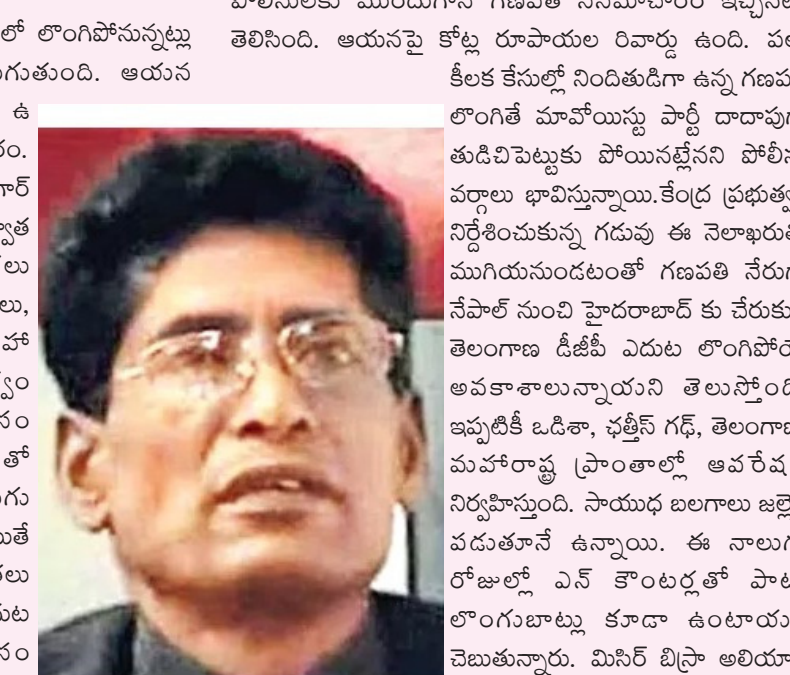 లో లొంగిపోనున్నట్లు
గుతుంది. ఆయన
ఉ
రం.
గార్
లు
లు,
హా
వం
నం
తో
గు
యితే
లు
నం
తెలిసింది. ఆయనపై కోట్ల రూపాయల రివార్డు ఉంది.
కీలక కేసుల్లో నిందితుడిగా ఉన్న గణప
లొంగితే మావోయిస్టు పార్టీ దాదాపుగ
తుడిచిపెట్టుకు పోయినట్లేనని పోలీస
వర్గాలు భావిస్తున్నాయి.కేంద్ర ప్రభుత్వ
నిర్దేశించుకున్న గడువు ఈ నెలాఖరుత
ముగియనుండటంతో గణపతి నేరుగ
నేపాల్ నుంచి హైదరాబాద్ కు చేరుకు
తెలంగాణ డీజీపీ ఎదుట లొంగిపోయే
అవకాశాలున్నాయని తెలుస్తోంద
ఇప్పటికీ ఒడిశా, ఛత్తీస్ గఢ్, తెలంగాణ
మహారాష్ట్ర ప్రాంతాల్లో ఆపరేష
నిర్వహిస్తుంది. సాయుధ బలగాలు జల్లె
పడుతూనే ఉన్నాయి. ఈ నాలుగ
రోజుల్లో ఎన్ కౌంటర్లతో పాట
లొంగుబాట్లు కూడా ఉంటాయ
చెబుతున్నారు. మిసిర్ బిస్రా అలియా